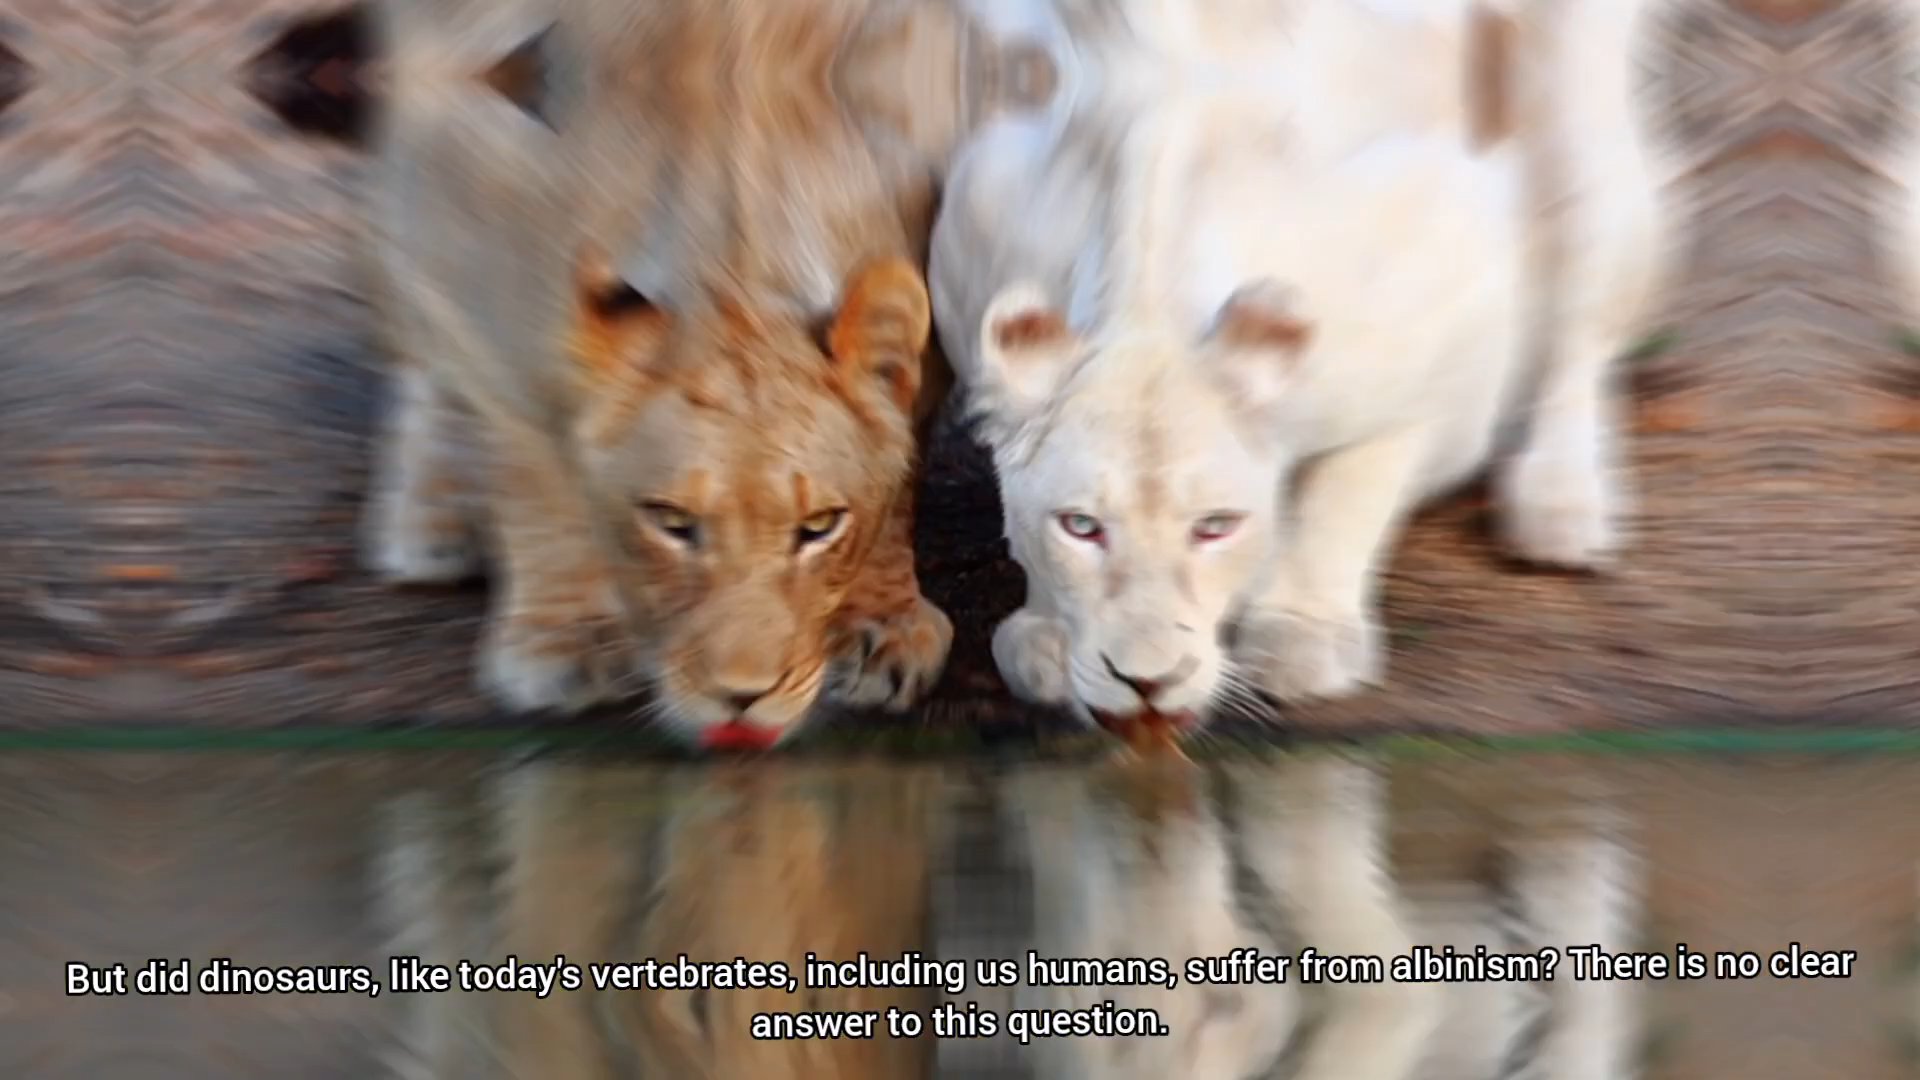 But did dinosaurs, like today's vertebrates, including us humans, suffer from albinism? There is no clear
answer to this question.